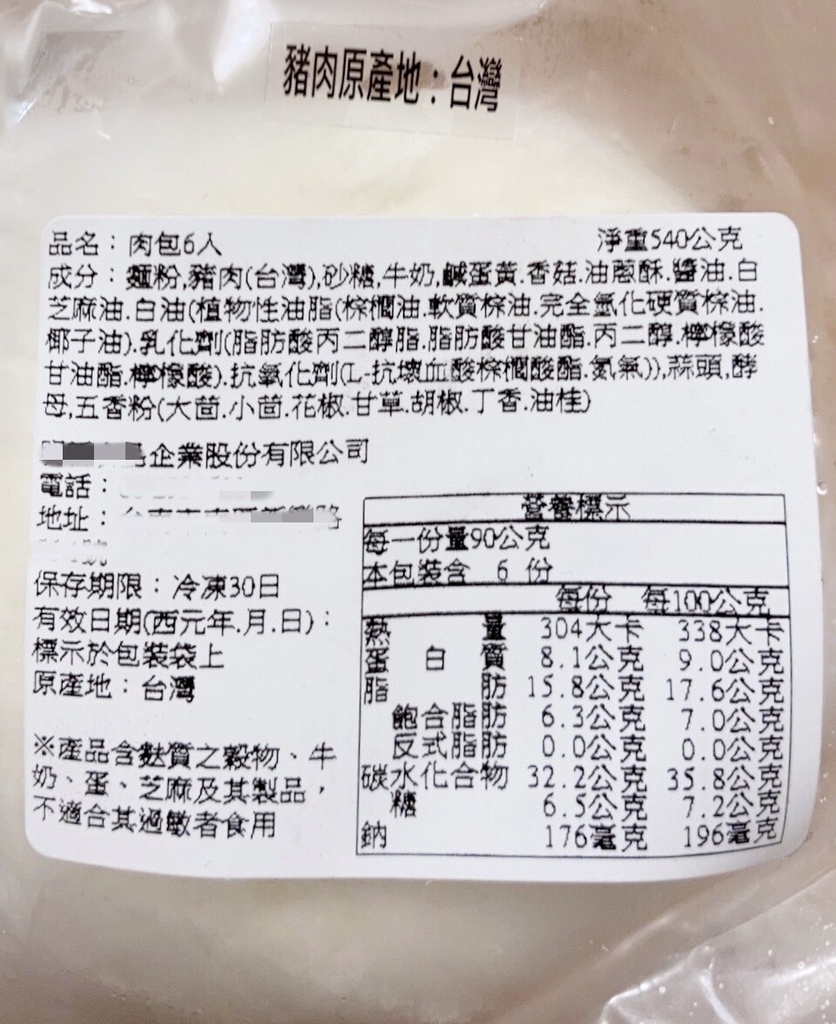 豬肉原產地：台灣
品名：肉包6入 淨重540公克
成分：麵粉,豬肉(台灣),砂糖,牛奶,鹹蛋黃.香菇.油蔥酥.醬油.白
芝麻油.白油(植物性油脂(棕櫚油.軟質棕油.完全氫化硬質棕油.
椰子油).乳化劑(脂肪酸丙二醇脂.脂肪酸甘油酯.丙二醇.檸檬酸
甘油酯.檸檬酸).抗氧化劑(L-抗壞血酸棕櫚酸酯.氮氣)),蒜頭,酵
母,五香粉(大茴.小茴.花椒.甘草.胡椒.丁香.油桂)
企業股份有限公司
電話：
地址：
保存期限：冷凍30日
有效日期(西元年.月.日)：
標示於包裝袋上
原產地：台灣
※產品含麩質之穀物、牛
奶、蛋、芝麻及其製品，
不適合其過敏者食用
營養標示
每一份量90公克
本包裝含 6 份
每份 每100公克
熱量 304大卡 338大卡
蛋白質 8.1公克 9.0公克
脂肪 15.8公克 17.6公克
飽合脂肪 6.3公克 7.0公克
反式脂肪 0.0公克 0.0公克
碳水化合物 32.2公克 35.8公克
糖 6.5公克 7.2公克
鈉 176毫克 196毫克